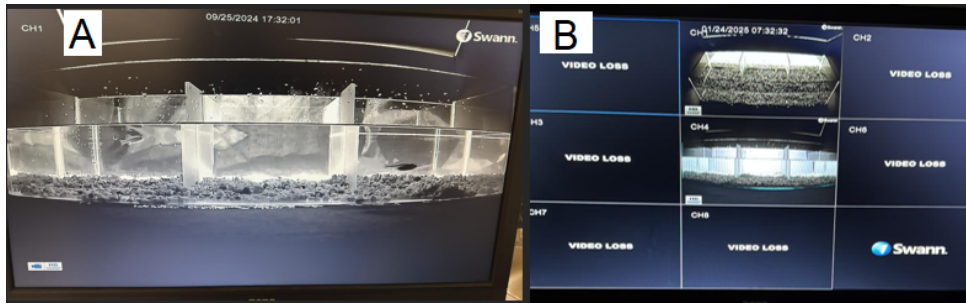 A
CH1
09/25/2024 17:32:01
Swann.
B
VIDEO LOSS
01/24/2025 07:32:32
CH2
VIDEO LOSS
CH3
VIDEO LOSS
CH4
CH6
VIDEO LOSS
CH7
VIDEO LOSS
CH8
VIDEO LOSS
Swann.